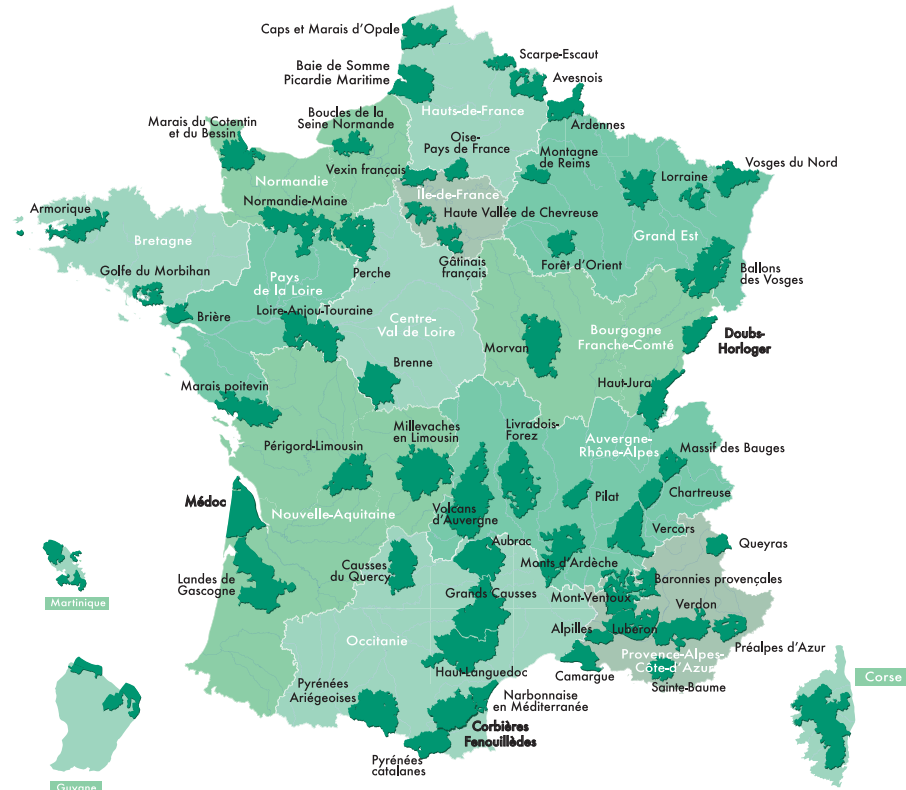 Caps et Marais d'Opale
Scarpe-Escaut
Baie de Somme
Picardie Maritime
Avesnois
Hauts-de-France
Ardennes
Marais du Cotentin
et du Bessin
Boucles de la
Seine Normande
Oise-
Pays de France
Montagne
de Reims
Vosges du Nord
Lorraine
Vexin français
Normandie
Île-de-France
Normandie-Maine
Haute Vallée de Chevreuse
Armorique
Bretagne
Grand Est
Golfe du Morbihan
Perche
Gâtinais
français
Forêt d'Orient
Ballons
des Vosges
Pays
de la Loire
Brière
Loire-Anjou-Touraine
Centre-
Val de Loire
Bourgogne
Franche-Comté
Doubs-
Horloger
Morvan
Brenne
Haut-Jura
Marais poitevin
Millevaches
en Limousin
Livradois-
Forez
Périgord-Limousin
Auvergne-
Rhône-Alpes
Massif des Bauges
Médoc
Pilat
Chartreuse
Nouvelle-Aquitaine
Volcans
d'Auvergne
Vercors
Aubrac
Queyras
Causses
du Quercy
Monts d'Ardèche
Landes de
Gascogne
Baronnies provençales
Martinique
Grands Causses
Mont-Ventoux
Verdon
Alpilles
Luberon
Occitanie
Préalpes d'Azur
Provence-Alpes-
Côte-d'Azur
Haut-Languedoc
Camargue
Sainte-Baume
Corse
Pyrénées
Ariégeoises
Narbonnaise
en Méditerranée
Corbières
Fenouillèdes
Pyrénées
catalanes
Guyane